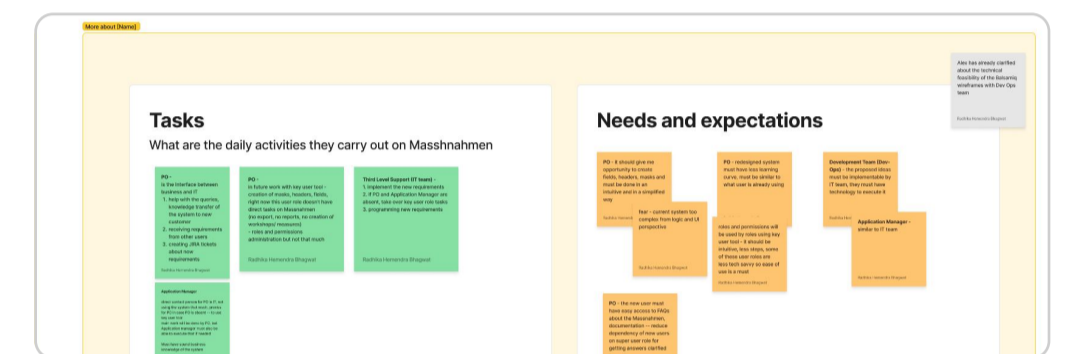 More about [Name]
Alec has already clarified
about the technical
feasibility of the Balsamiq
wireframes with Dev Ops
team
Radhika Hemendra Bhagwat
Tasks
What are the daily activities they carry out on Masshnahmen
PO -
is the interface between
business and IT
1. help with the queries,
knowledge transfer of
the system to new
customer
2. receiving requirements
from other users
3. creating JIRA tickets
about new
requirements
Radhika Hemendra Bhagwat
PO -
in future work with key user tool -
creation of masks, headers, fields,
right now this user role doesn't have
direct tasks on Massnahmen
(no export, no reports, no creation of
workshops/ measures)
- roles and permissions
administration but not that much
Radhika Hemendra Bhagwat
Third Level Support (IT team) -
1. Implement the new requirements
2. If PO and Application Manager are
absent, take over key user role tasks
3. programming new requirements
Radhika Hemendra Bhagwat
Application Manager
knowledge of the system
Needs and expectations
PO - it should give me
opportunity to create
fields, headers, masks and
must be done in an
intuitive and in a simplified
way
Radhika Hem
fear - current system too
complex from logic and UI
perspective
Radhika Hemendra Bhagwat
PO - redesigned system
must have less learning
curve, must be similar to
what user is already using
roles and permissions will
be used by roles using key
user tool - it should be
intuitive, less steps, some
of these user roles are
less tech savvy so ease of
use is a must
Radhika Hemendra Bhagwat
Development Team (Dev-
Ops) - the proposed ideas
must be implementable by
IT team, they must have
technology to execute it
Radhika Hem
Application Manager -
similar to IT team
Radhika Hemendra Bhagwat
PO - the new user must
have easy access to FAQs
about the Massnahmen,
documentation — reduce
dependency of new users
on super user role for
getting answers clarified